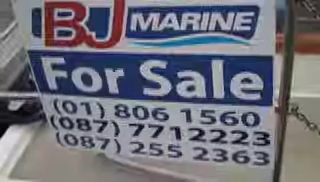 BJ MARINE
For Sale
(01) 806 1560
(087) 7712223
(087) 255 2363